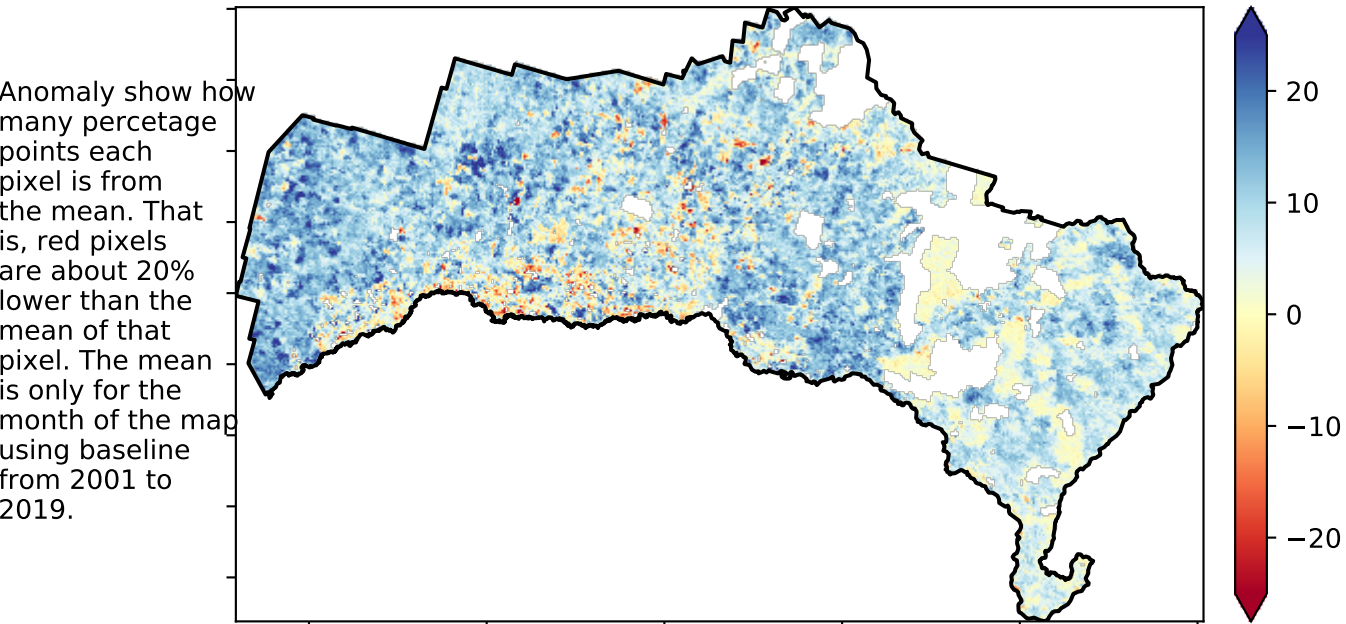 Anomaly show how
many percetage
points each
pixel is from
the mean. That
is, red pixels
are about 20%
lower than the
mean of that
pixel. The mean
is only for the
month of the map
using baseline
from 2001 to
2019.
20
10
0
−10
−20